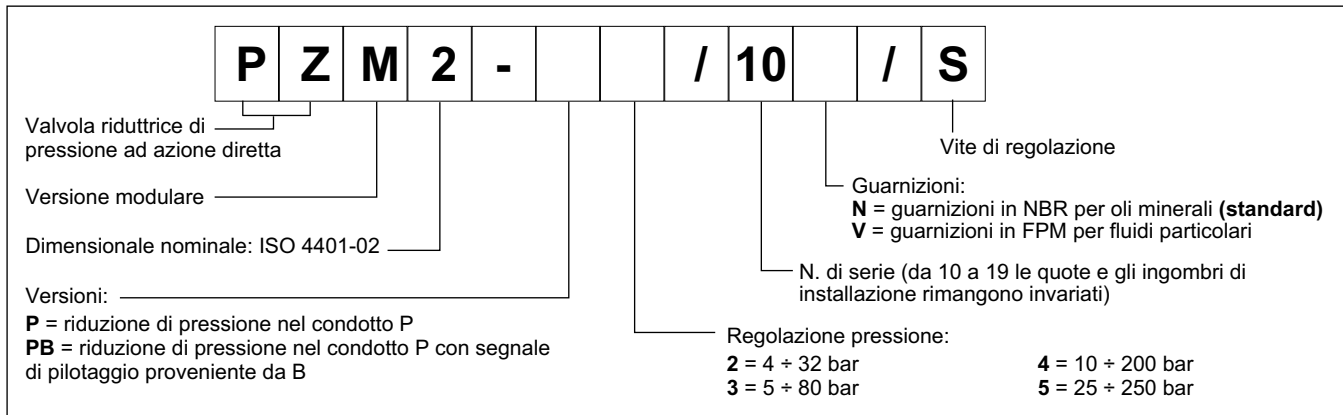 P Z M 2 - / 10 / S
Valvola riduttrice di
pressione ad azione diretta
Versione modulare
Dimensionale nominale: ISO 4401-02
Versioni:
P = riduzione di pressione nel condotto P
PB = riduzione di pressione nel condotto P con segnale
di pilotaggio proveniente da B
Vite di regolazione
Guarnizioni:
N = guarnizioni in NBR per oli minerali (standard)
V = guarnizioni in FPM per fluidi particolari
N. di serie (da 10 a 19 le quote e gli ingombri di
installazione rimangono invariati)
Regolazione pressione:
2 = 4 ÷ 32 bar 4 = 10 ÷ 200 bar
3 = 5 ÷ 80 bar 5 = 25 ÷ 250 bar